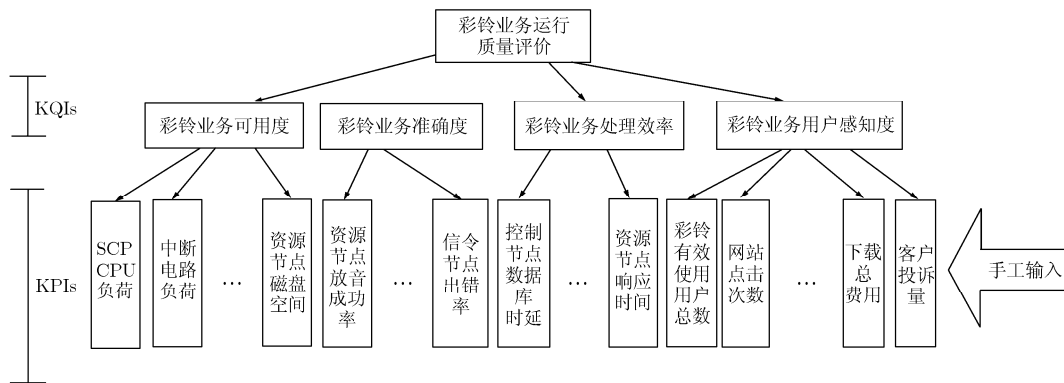 彩铃业务运行
质量评价
KQIs
彩铃业务可用度
彩铃业务准确度
彩铃业务处理效率
彩铃业务用户感知度
KPIs
SCP
CPU
负荷
中断
电路
负荷
...
资源
节点
磁盘
空间
资源
节点
放音
成功
率
...
信令
节点
出错
率
控制
节点
数据
库
时延
...
资源
节点
响应
时间
彩铃
有效
使用
用户
总数
网站
点击
次数
...
下载
总
费用
客户
投诉
量
手工输入